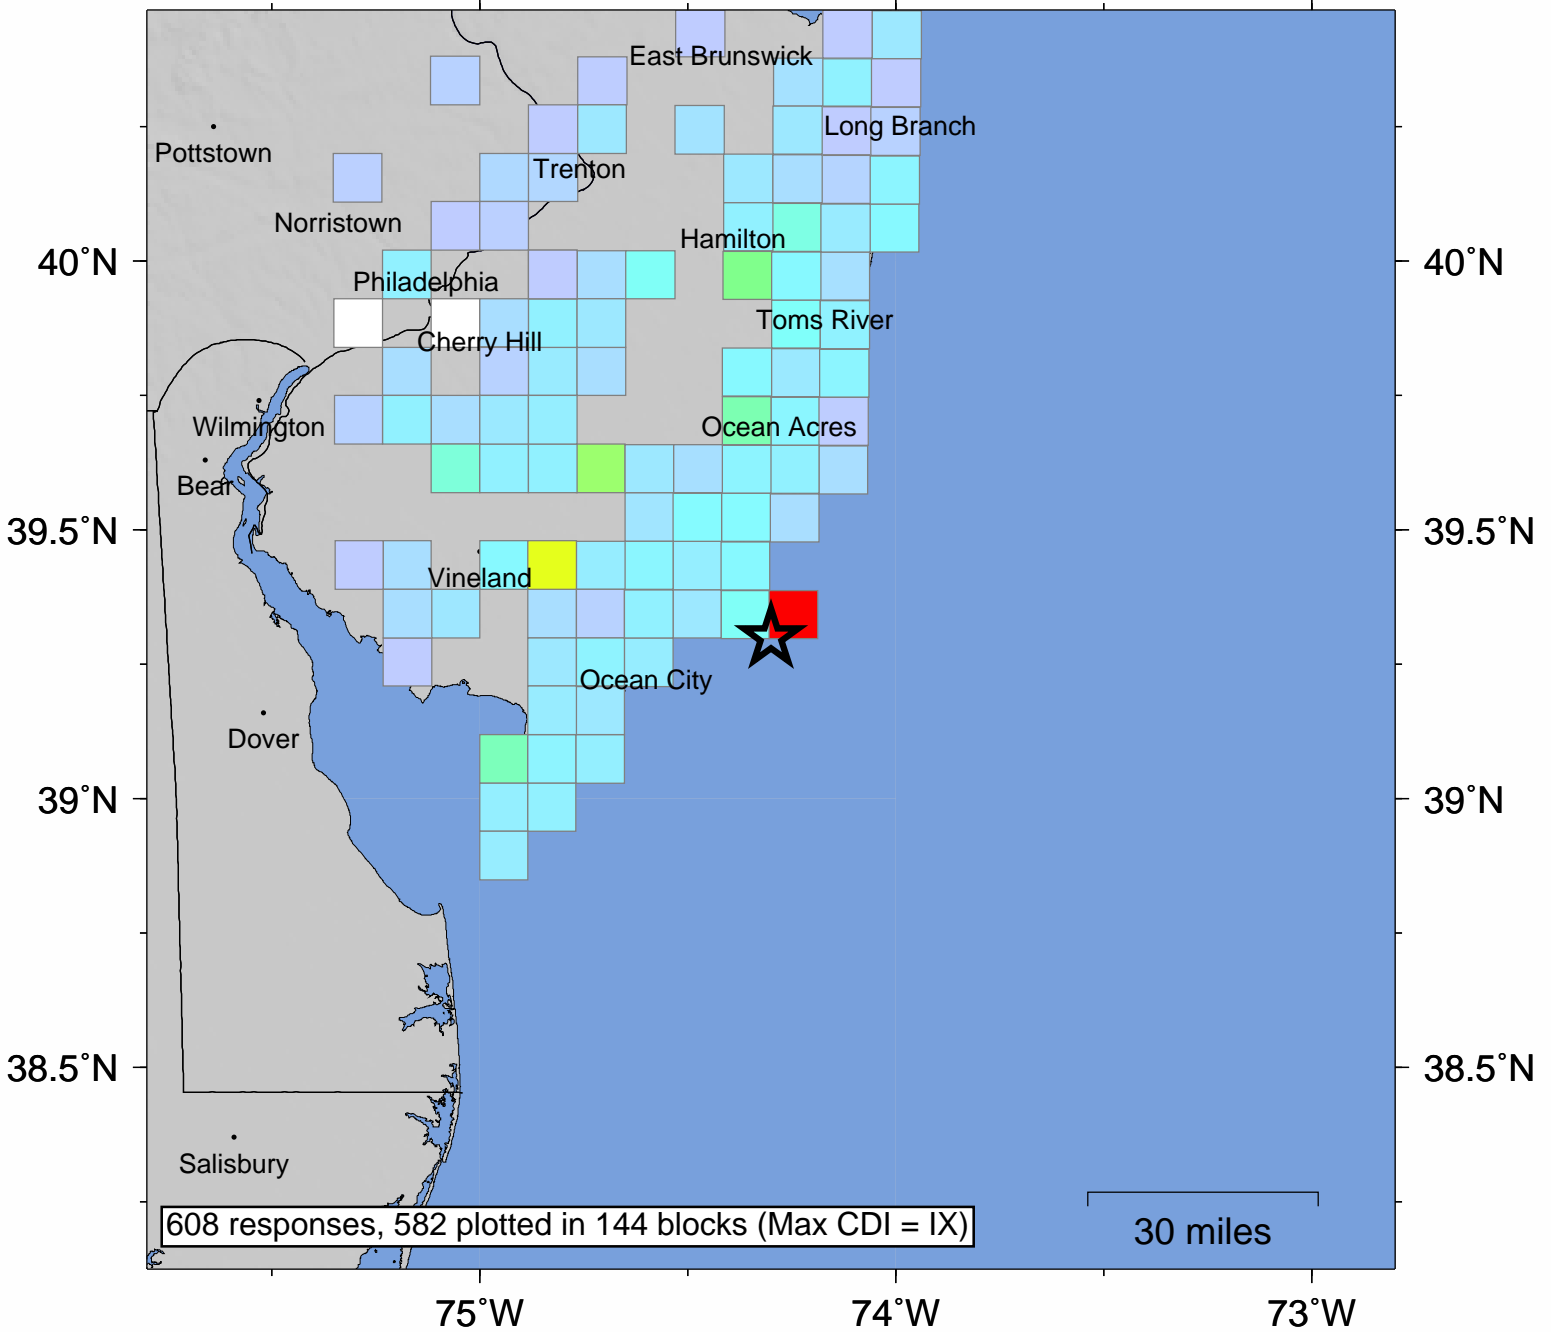 East Brunswick
Long Branch
Pottstown
Trenton
Norristown
Hamilton
40˚N
40˚N
Philadelphia
Toms River
Cherry Hill
Wilmington
Ocean Acres
Bear
39.5˚N
39.5˚N
Vineland
Ocean City
Dover
39˚N
39˚N
38.5˚N
38.5˚N
Salisbury
608 responses, 582 plotted in 144 blocks (Max CDI = IX)
30 miles
75˚W
74˚W
73˚W